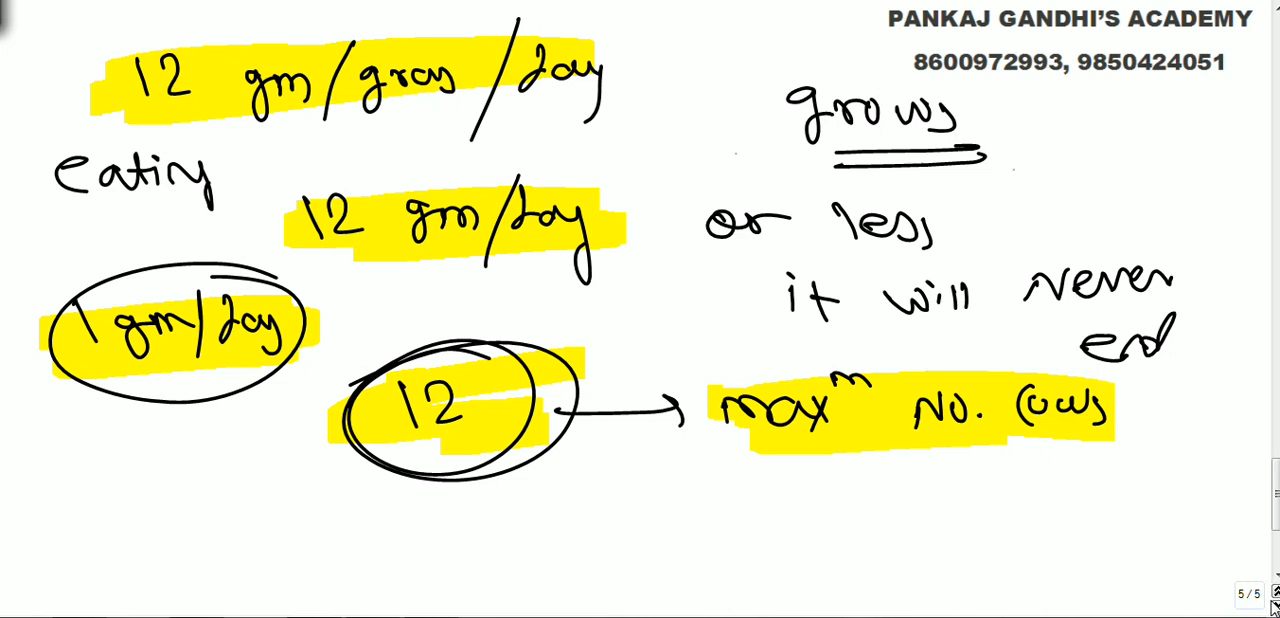 PANKAJ GANDHI'S ACADEMY
8600972993, 9850424051
12 gm/gras/day
grows
eating
12 gm/day
or less
1 gm/day
it will never
end
12 → maxm No. Cows
5/5